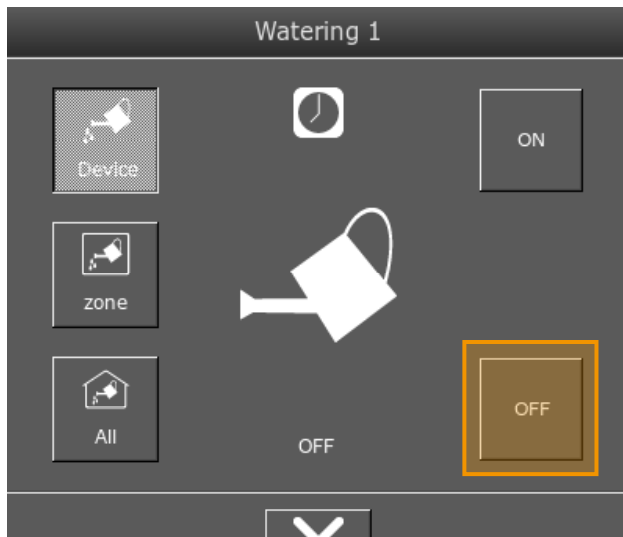 Watering 1
Device
ON
zone
All
OFF
OFF